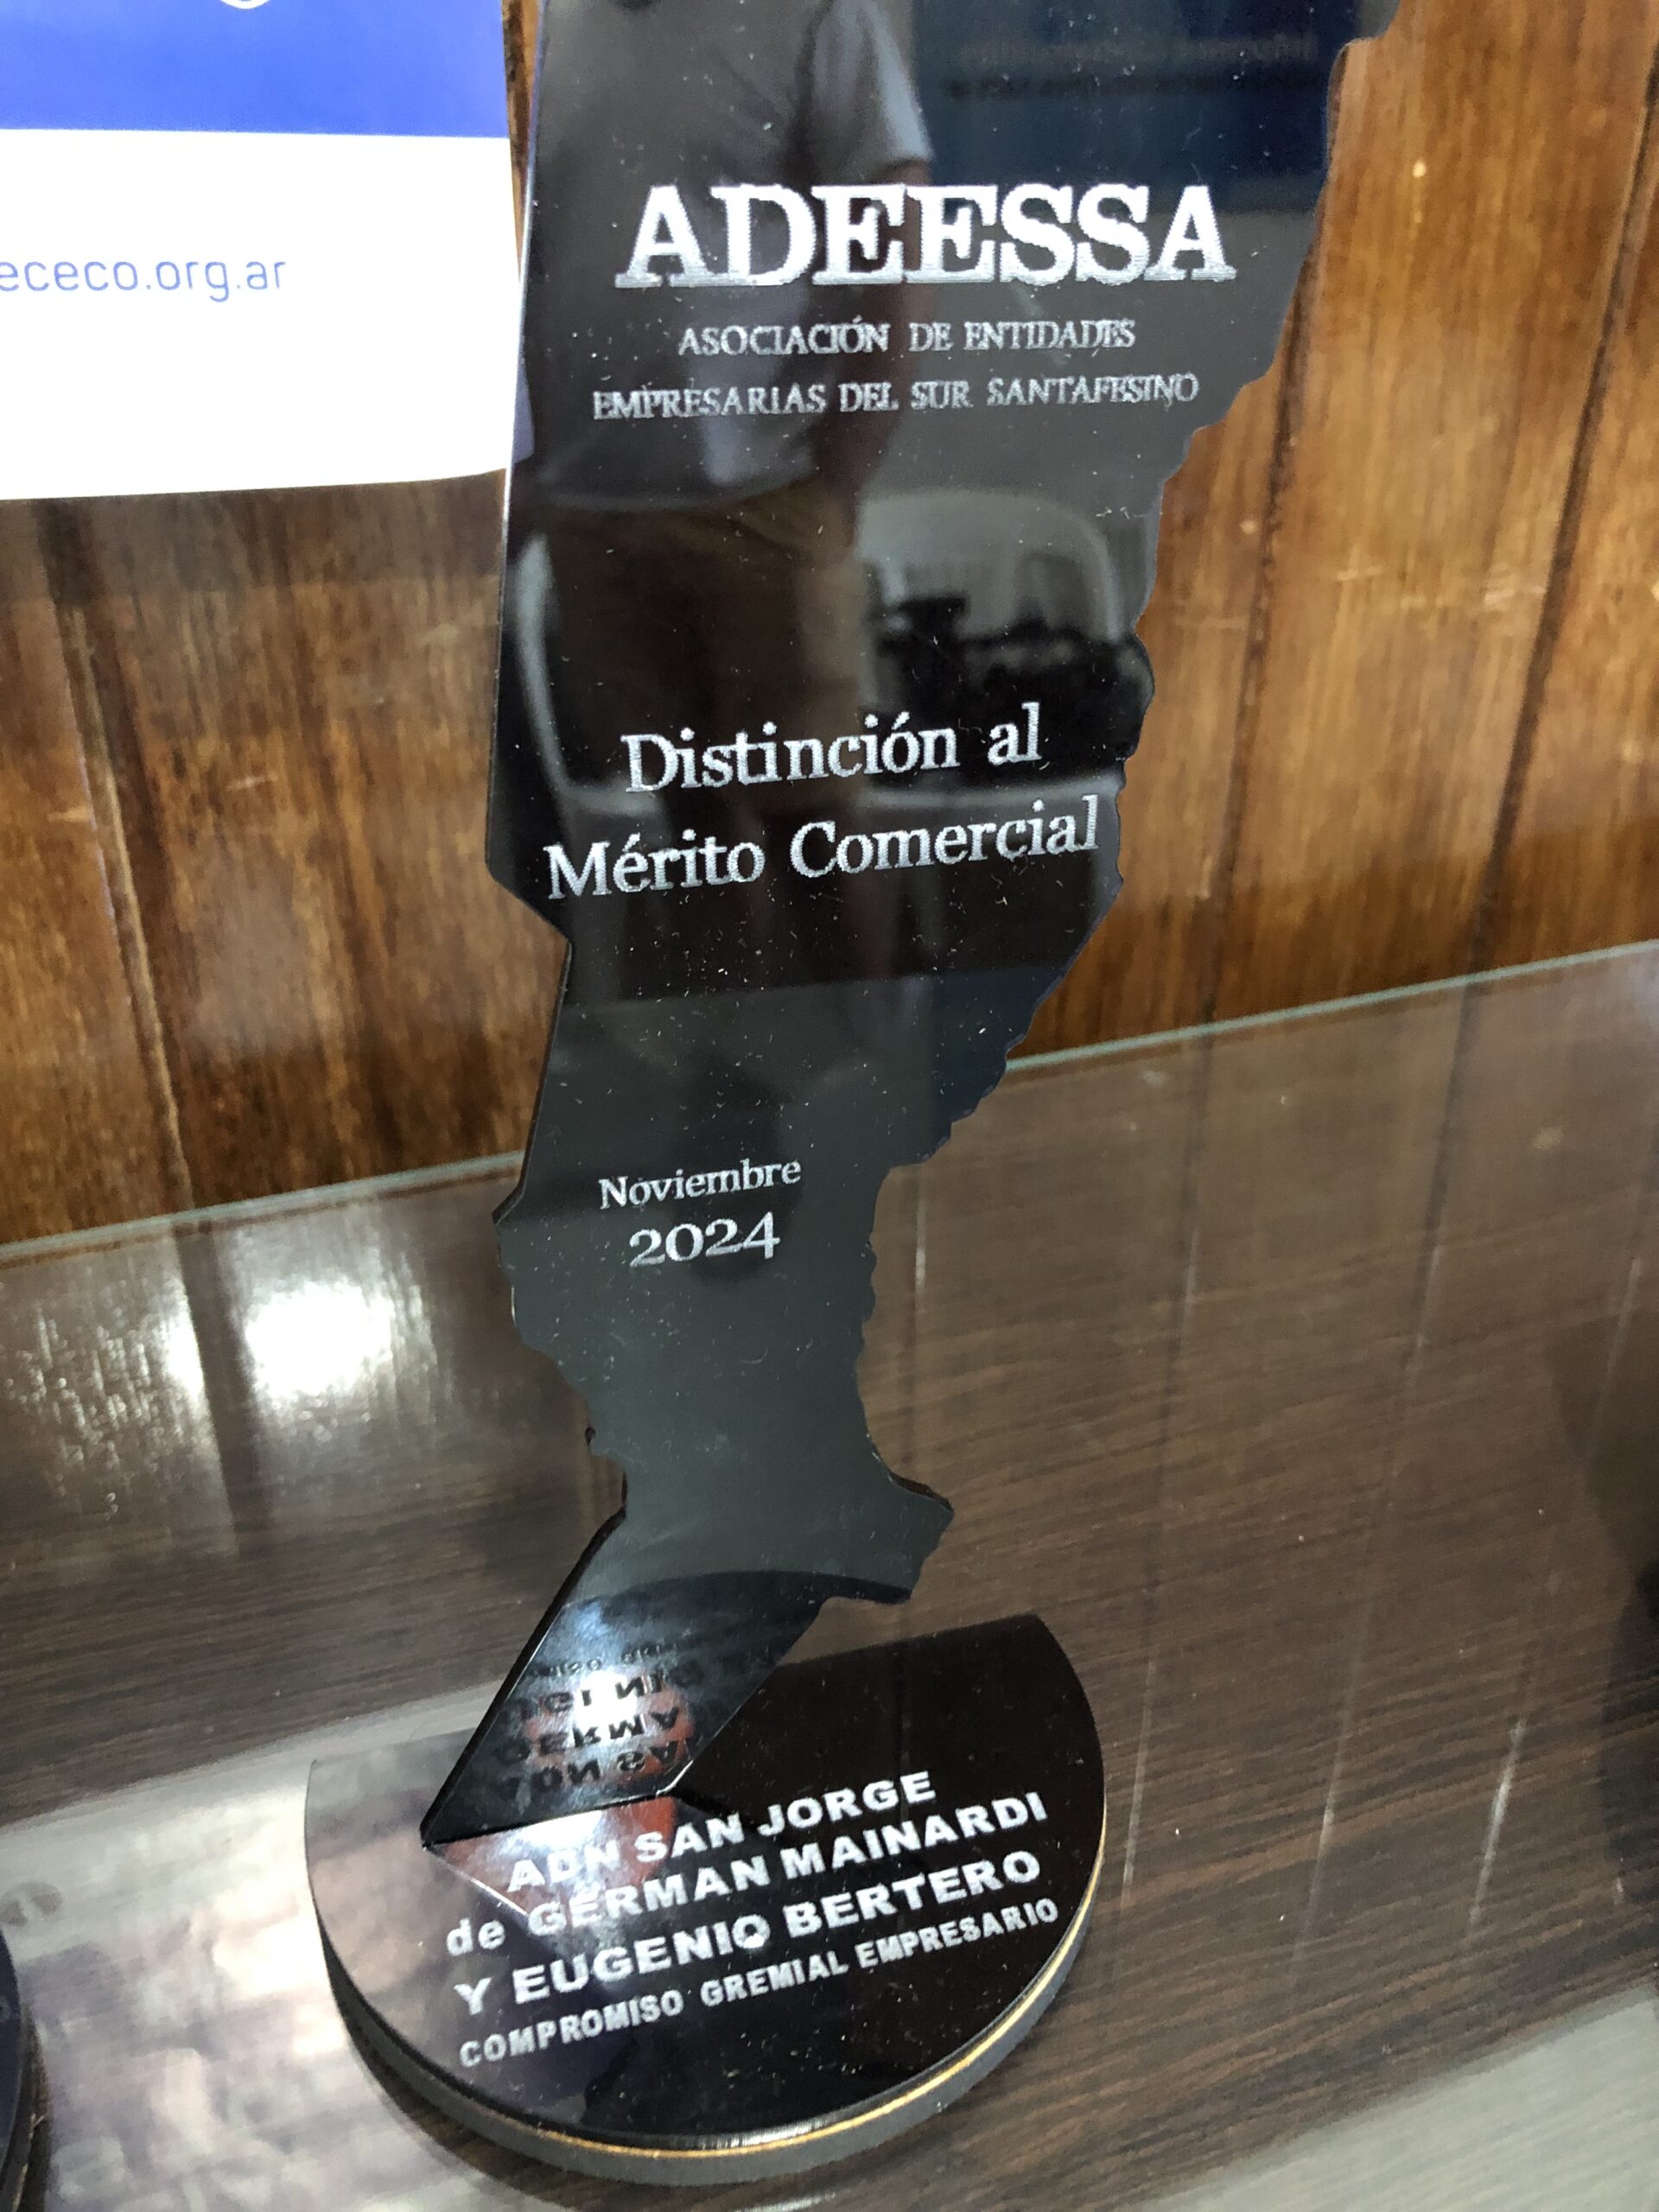 ececo.org.ar
ADEESSA
ASOCIACIÓN DE ENTIDADES
EMPRESARIAS DEL SUR SANTAFESINO
Distinción al
Mérito Comercial
Noviembre
2024
ADN SAN JORGE
de GERMAN MAINARDI
Y EUGENIO BERTERO
COMPROMISO GREMIAL EMPRESARIO